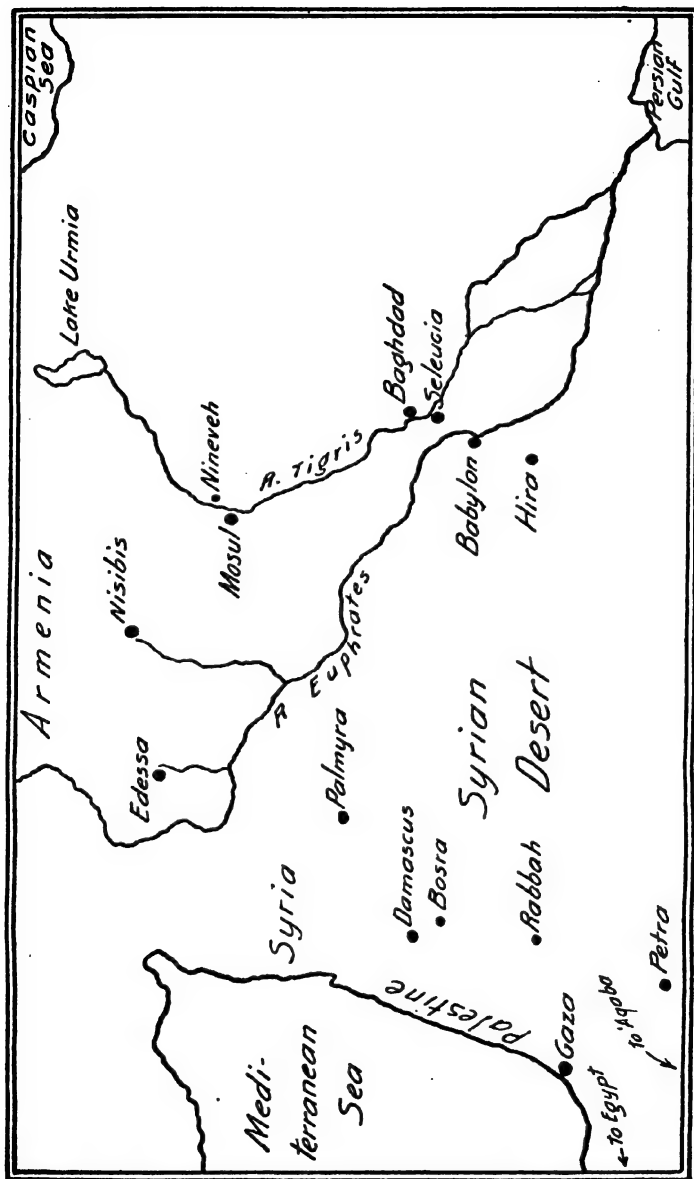 Caspian
Sea
Lake Urmia
Armenia
Nisibis
Edessa
Nineveh
Mosul
R. Tigris
Baghdad
Seleucia
R Euphrates
Palmyra
Syria
Damascus
Bosra
Babylon
Hira
Syrian
Desert
Rabbah
Medi-
terranean
Sea
Palestine
Gaza
to Egypt
to 'Aqaba
Petra
Persian
Gulf